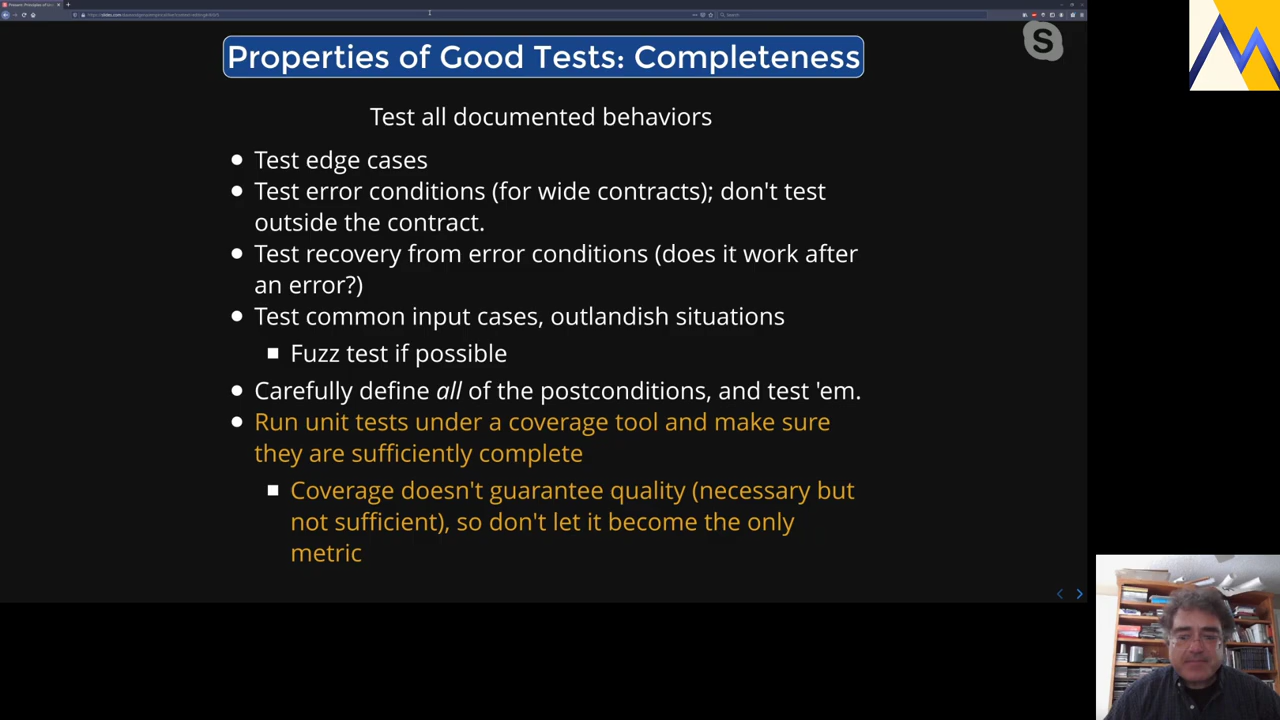 Properties of Good Tests: Completeness
Test all documented behaviors
Test edge cases
Test error conditions (for wide contracts); don't test
outside the contract.
Test recovery from error conditions (does it work after
an error?)
Test common input cases, outlandish situations
Fuzz test if possible
Carefully define all of the postconditions, and test 'em.
Run unit tests under a coverage tool and make sure
they are sufficiently complete
Coverage doesn't guarantee quality (necessary but
not sufficient), so don't let it become the only
metric